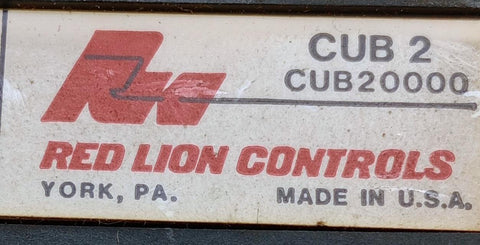 CUB 2
CUB20000
RED LION CONTROLS
YORK, PA. MADE IN U.S.A.